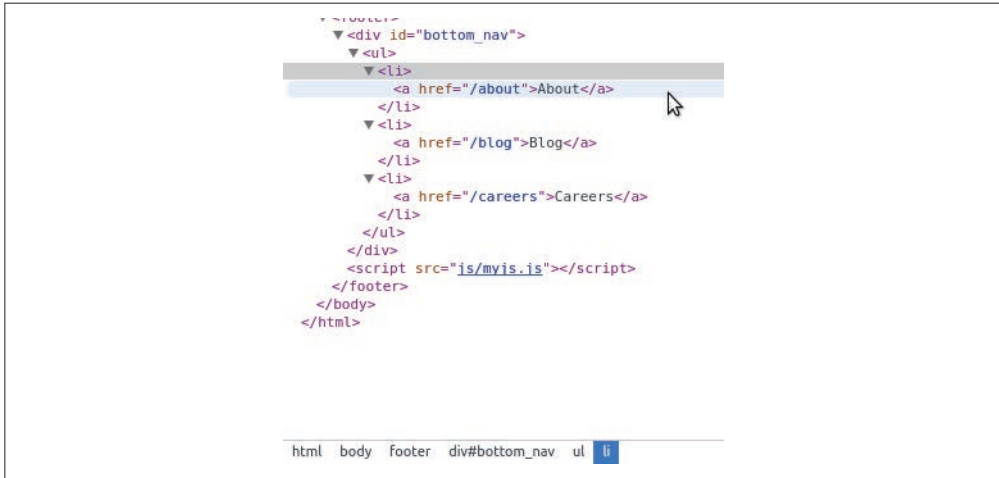 <footer>
▼<div id="bottom_nav">
▼<ul>
▼<li>
<a href="/about">About</a>
</li>
▼<li>
<a href="/blog">Blog</a>
</li>
▼<li>
<a href="/careers">Careers</a>
</li>
</ul>
</div>
<script src="js/myjs.js"></script>
</footer>
</body>
</html>
html body footer div#bottom_nav ul li